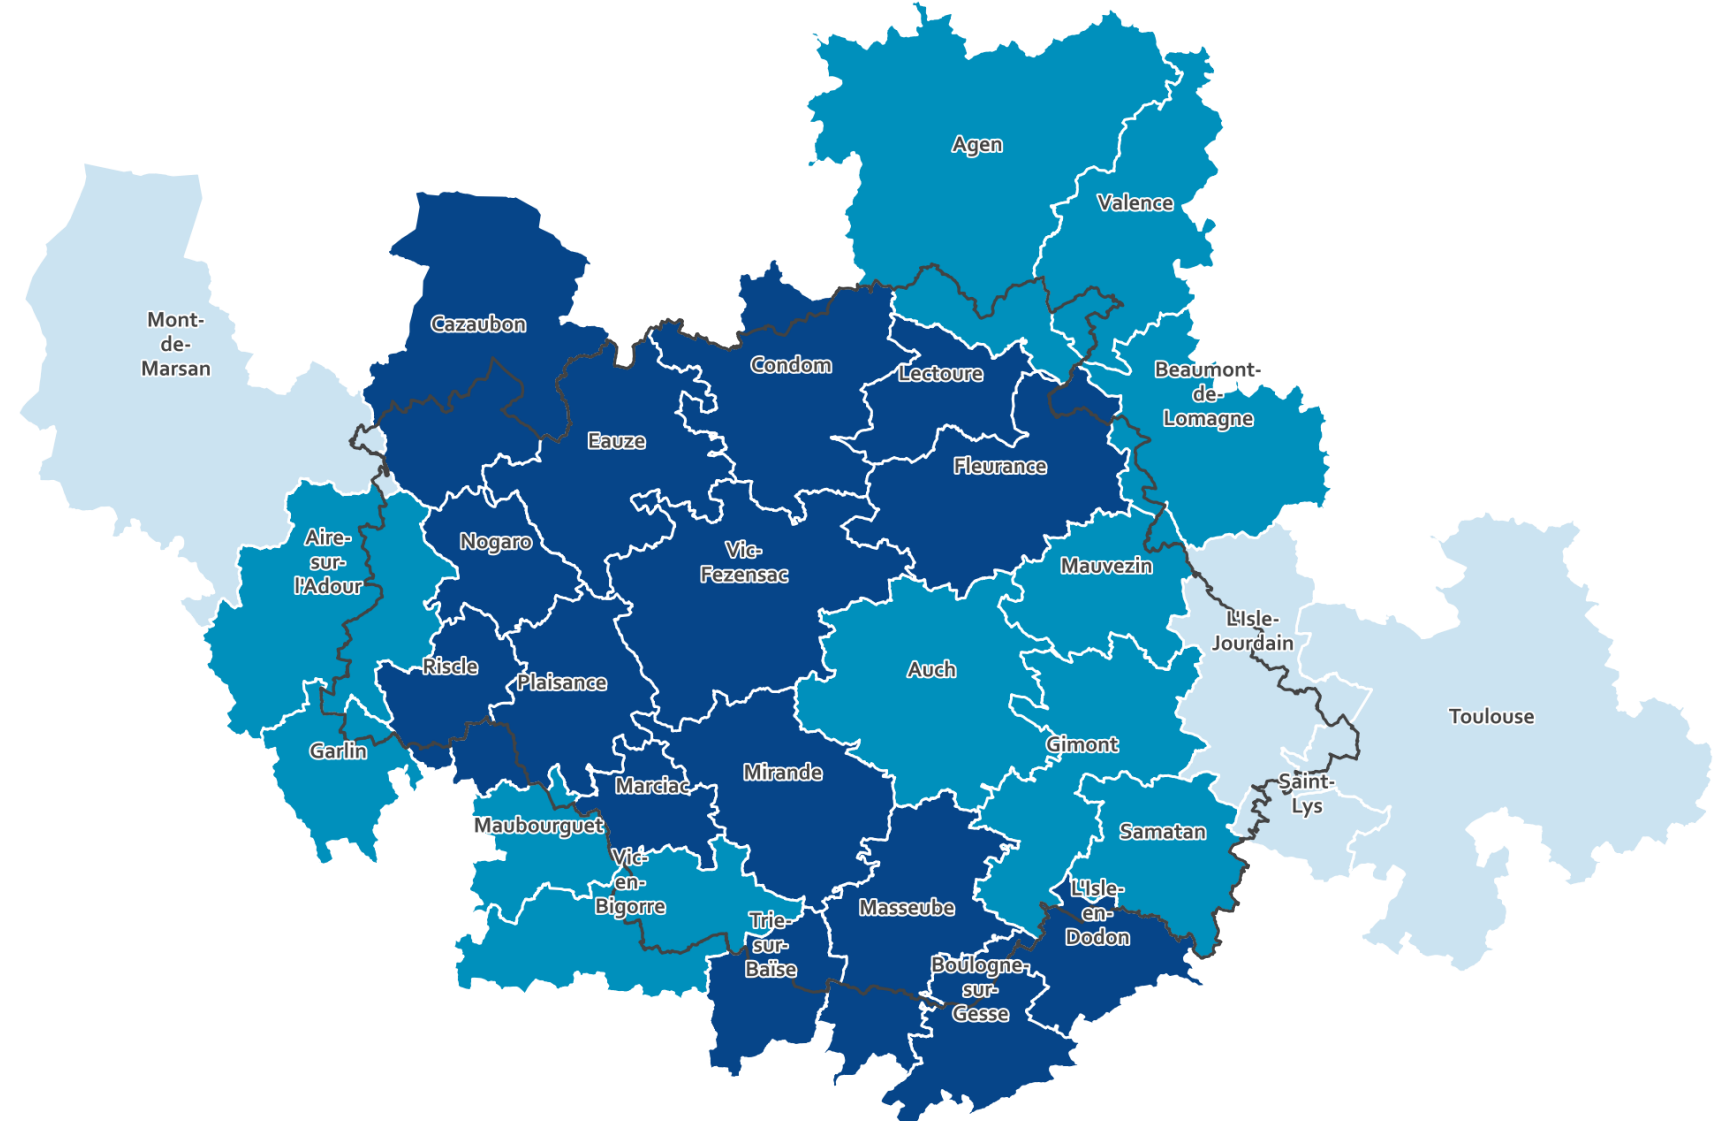 Agen
Valence
Mont-
de-
Marsan
Cazaubon
Condom
Lectoure
Beaumont-
de-
Lomagne
Eauze
Fleurance
Aire-
sur-
l'Adour
Nogaro
Vic-
Fezensac
Mauvezin
L'Isle-
Jourdain
Riscle
Plaisance
Auch
Toulouse
Garlin
Gimont
Marciac
Mirande
Saint-
Lys
Maubourguet
Samatan
Vic-
en-
Bigorre
Masseube
L'Isle-
en-
Dodon
Trie-
sur-
Baïse
Boulogne-
sur-
Gesse